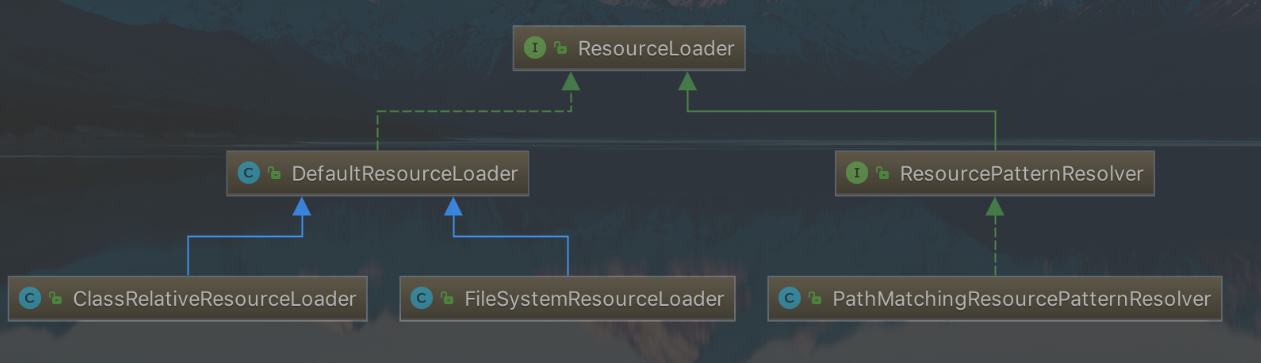 I ResourceLoader
C DefaultResourceLoader
I ResourcePatternResolver
C ClassRelativeResourceLoader
C FileSystemResourceLoader
C PathMatchingResourcePatternResolver